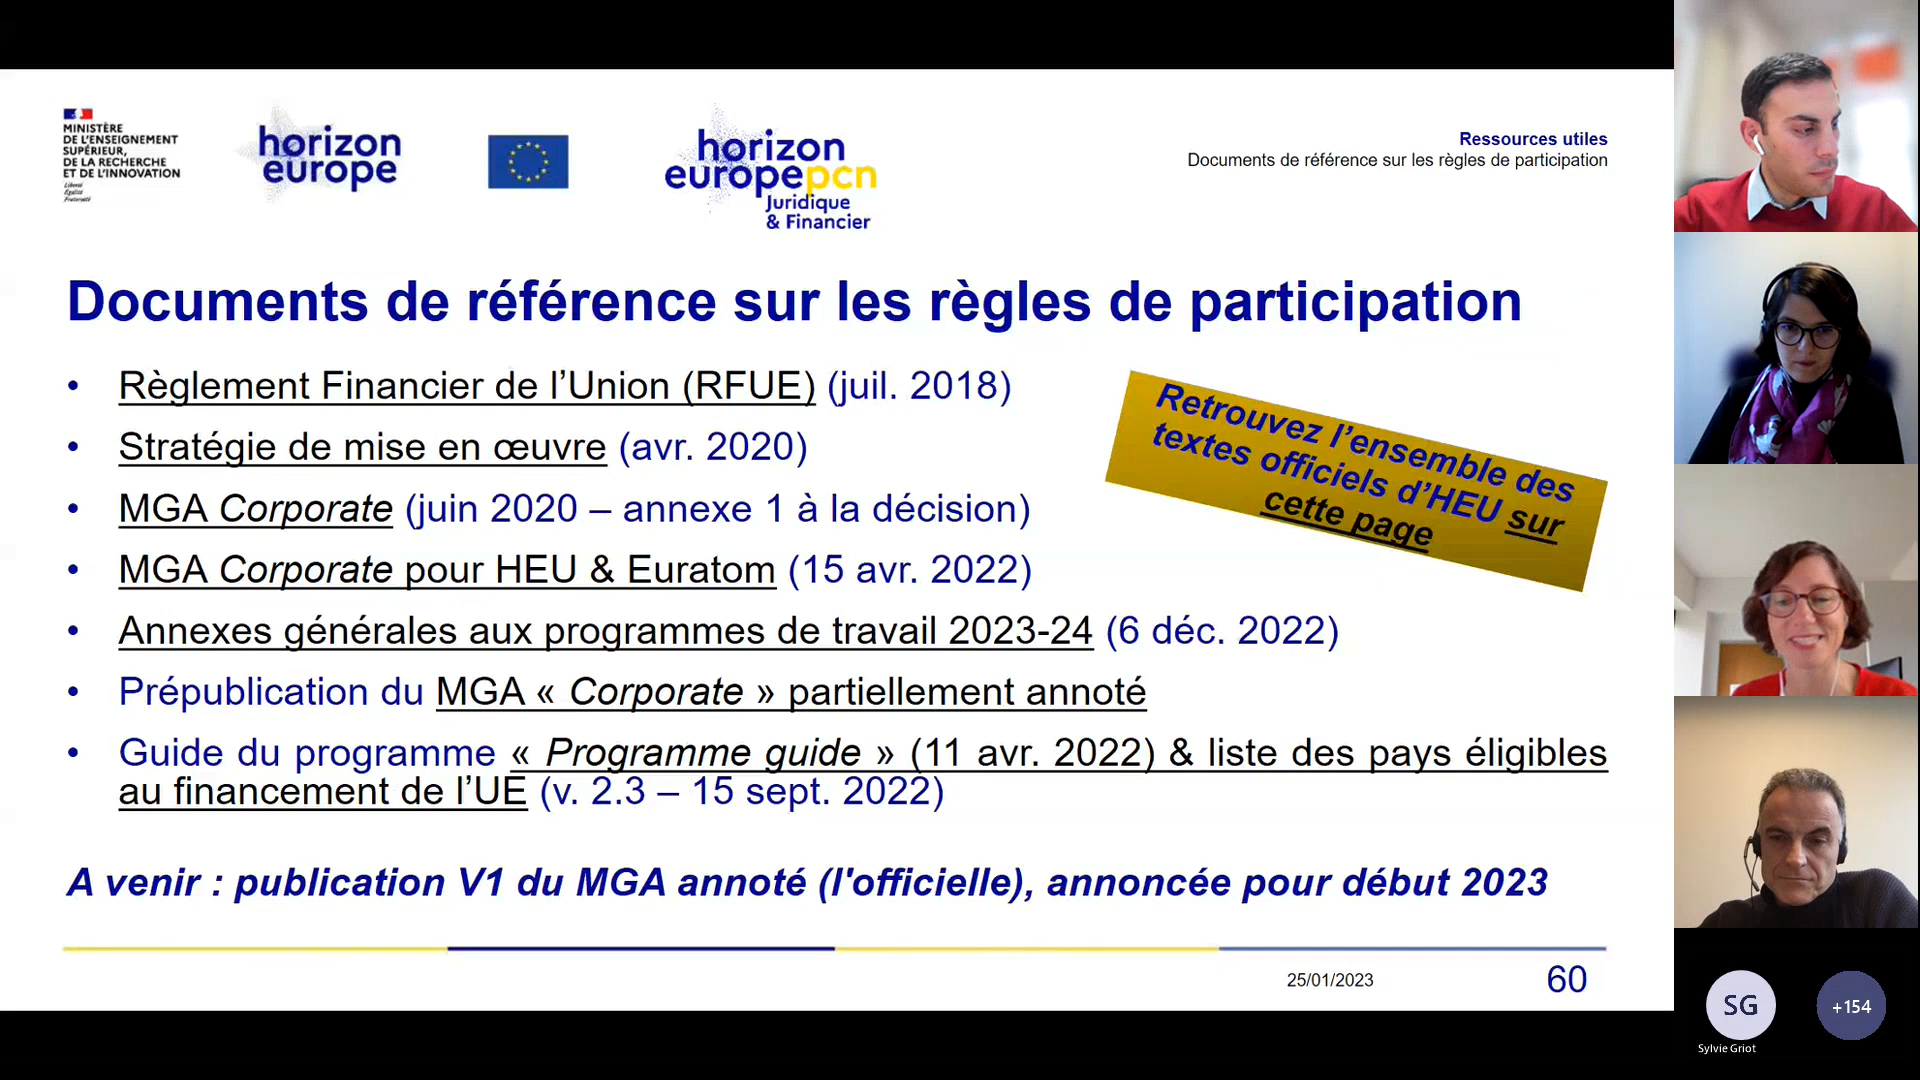 MINISTÈRE
DE L'ENSEIGNEMENT
SUPÉRIEUR,
DE LA RECHERCHE
ET DE L'INNOVATION
Liberté
Égalité
Fraternité
horizon
europe
horizon
europepcn
Juridique
& Financier
Ressources utiles
Documents de référence sur les règles de participation
Documents de référence sur les règles de participation
• Règlement Financier de l’Union (RFUE) (juil. 2018)
• Stratégie de mise en œuvre (avr. 2020)
• MGA Corporate (juin 2020 – annexe 1 à la décision)
• MGA Corporate pour HEU & Euratom (15 avr. 2022)
• Annexes générales aux programmes de travail 2023-24 (6 déc. 2022)
• Prépublication du MGA « Corporate » partiellement annoté
• Guide du programme « Programme guide » (11 avr. 2022) & liste des pays éligibles
au financement de l’UE (v. 2.3 – 15 sept. 2022)
Retrouvez l’ensemble des
textes officiels d’HEU sur
cette page
A venir : publication V1 du MGA annoté (l'officielle), annoncée pour début 2023
25/01/2023
60
SG
Sylvie Griot
+154